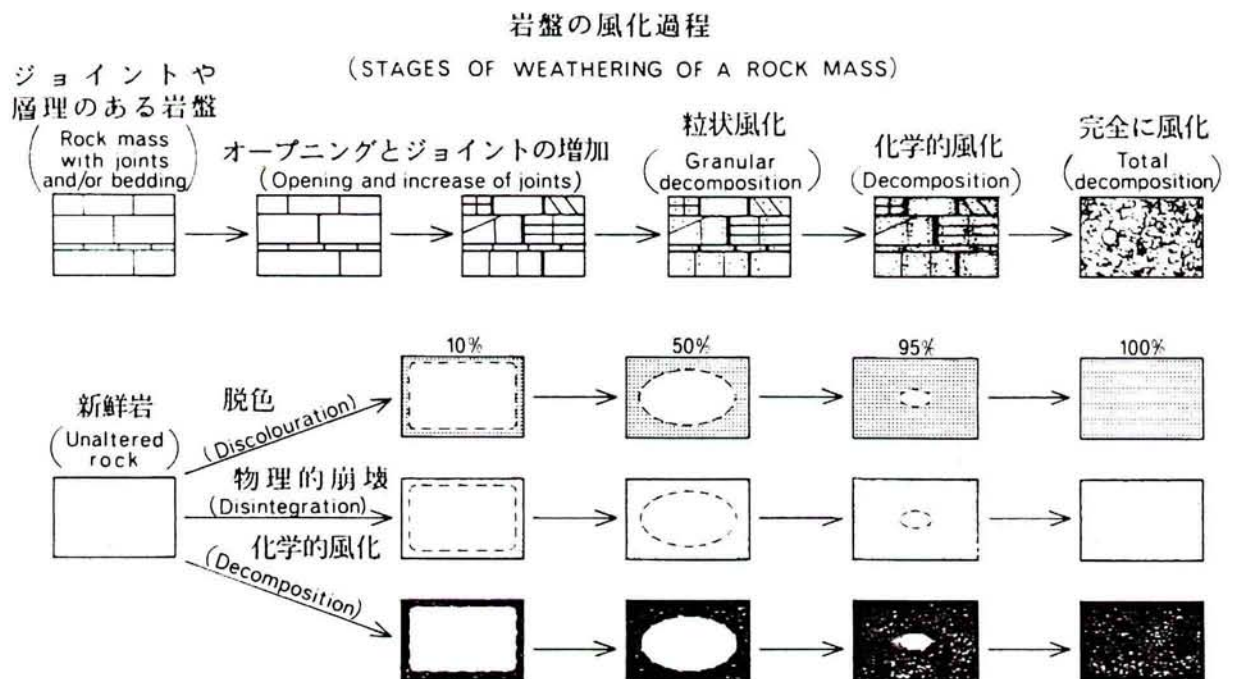 岩盤の風化過程
(STAGES OF WEATHERING OF A ROCK MASS)
ジョイントや
層理のある岩盤
(Rock mass
with joints
and/or bedding)
オープニングとジョイントの増加
(Opening and increase of joints)
粒状風化
(Granular
decomposition)
化学的風化
(Decomposition)
完全に風化
(Total
decomposition)
10%
50%
95%
100%
新鮮岩
(Unaltered
rock)
脱色
(Discolouration)
物理的崩壊
(Disintegration)
化学的風化
(Decomposition)